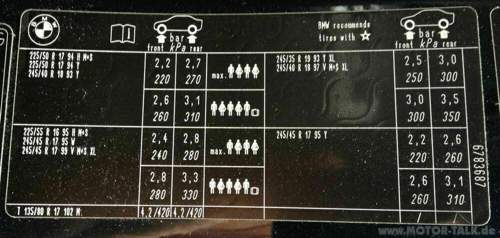 BMW recommends
tires with
bar
front kPa rear
bar
front kPa rear
225/50 R 17 94 H M+S
225/50 R 17 94 Y
245/40 R 18 93 Y
2,2 2,7
220 270
max.
245/35 R 19 93 Y XL
245/40 R 18 97 V M+S XL
2,5 3,0
250 300
2,6 3,1
260 310
3,0 3,5
300 350
225/55 R 16 95 H M+S
245/45 R 17 95 W
245/45 R 17 99 V M+S XL
2,4 2,8
240 280
max.
245/45 R 17 95 Y
2,2 2,6
220 260
2,8 3,3
280 330
2,6 3,1
260 310
T 135/80 R 17 102 M:
4,2/420 4,2/420
/
6783687
www.MOTOR-TALK.de